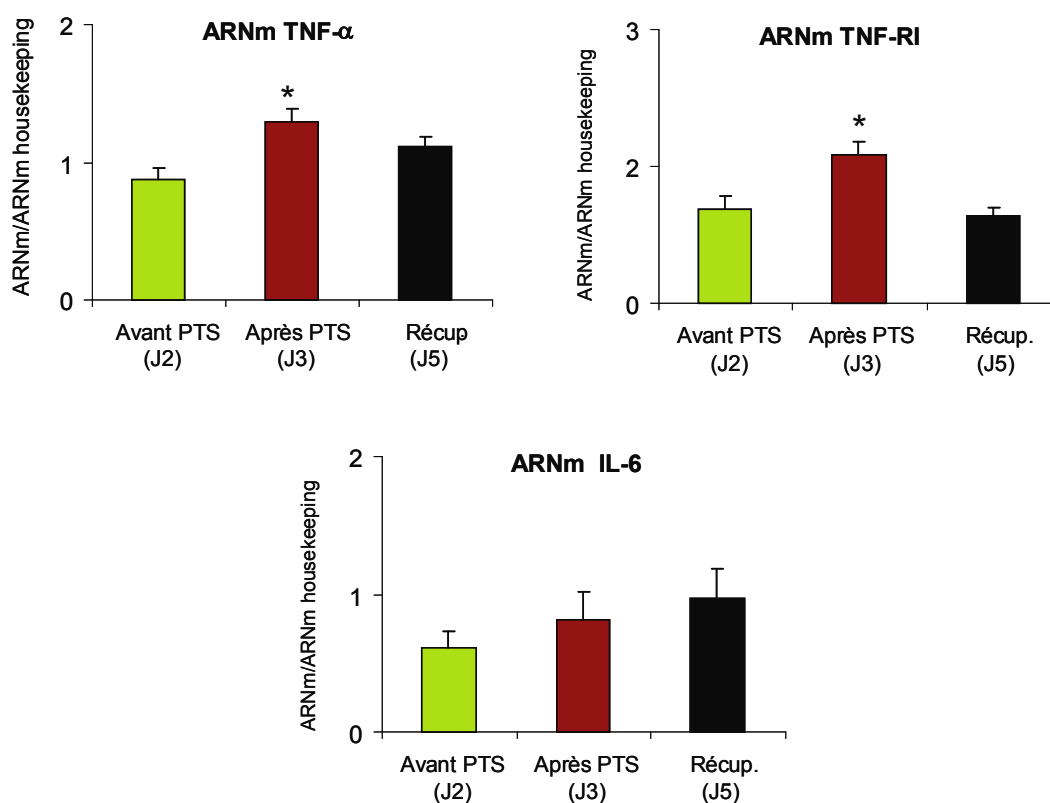 ARNm TNF-α
ARNm/ARNm housekeeping
2
1
0
*
Avant PTS
(J2)
Après PTS
(J3)
Récup
(J5)
ARNm TNF-RI
ARNm/ARNm housekeeping
3
2
0
*
Avant PTS
(J2)
Après PTS
(J3)
Récup.
(J5)
ARNm IL-6
ARNm/ARNm housekeeping
2
1
0
Avant PTS
(J2)
Après PTS
(J3)
Récup.
(J5)